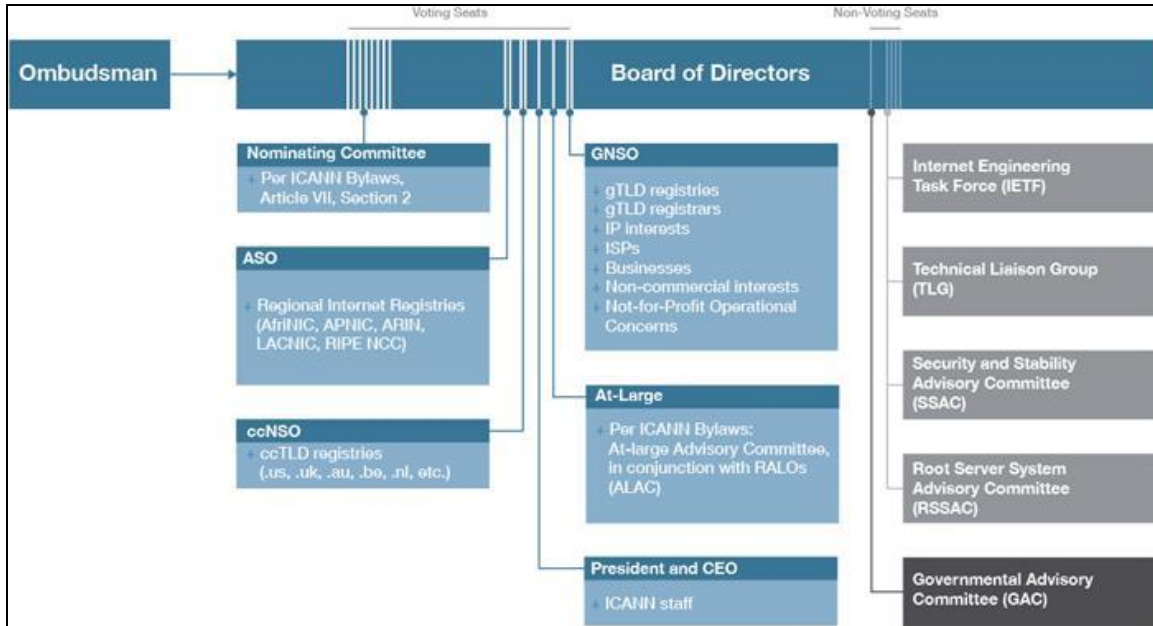 Voting Seats
Non-Voting Seats
Ombudsman
Board of Directors
Nominating Committee
+ Per ICANN Bylaws,
Article VII, Section 2
ASO
+ Regional Internet Registries
(AfriNIC, APNIC, ARIN,
LACNIC, RIPE NCC)
ccNSO
+ ccTLD registries
(.us, .uk, .au, .be, .nl, etc.)
GNSO
+ gTLD registries
+ gTLD registrars
+ IP interests
+ ISPs
+ Businesses
+ Non-commercial interests
+ Not-for-Profit Operational
Concerns
At-Large
+ Per ICANN Bylaws:
At-large Advisory Committee,
in conjunction with RALOs
(ALAC)
President and CEO
+ ICANN staff
Internet Engineering
Task Force (IETF)
Technical Liaison Group
(TLG)
Security and Stability
Advisory Committee
(SSAC)
Root Server System
Advisory Committee
(RSSAC)
Governmental Advisory
Committee (GAC)